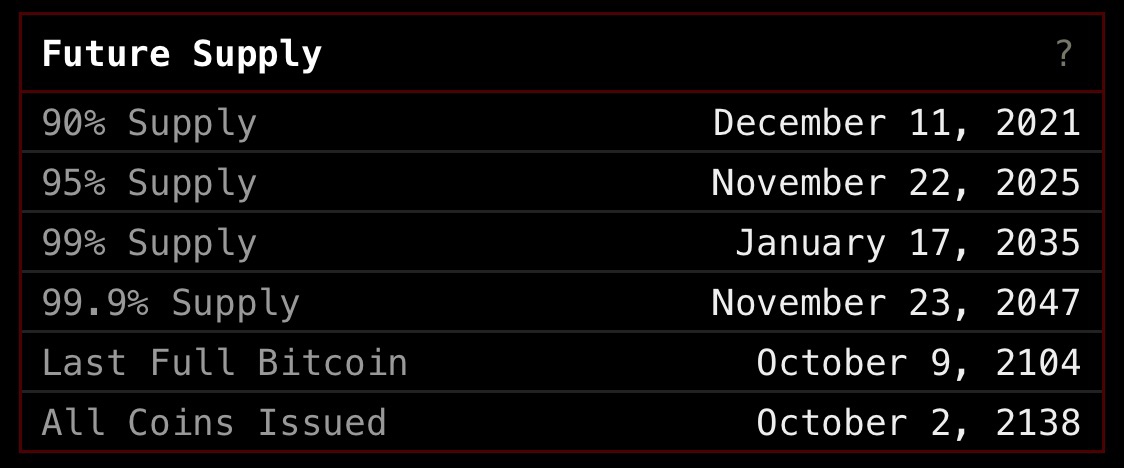 Future Supply ?
90% Supply December 11, 2021
95% Supply November 22, 2025
99% Supply January 17, 2035
99.9% Supply November 23, 2047
Last Full Bitcoin October 9, 2104
All Coins Issued October 2, 2138